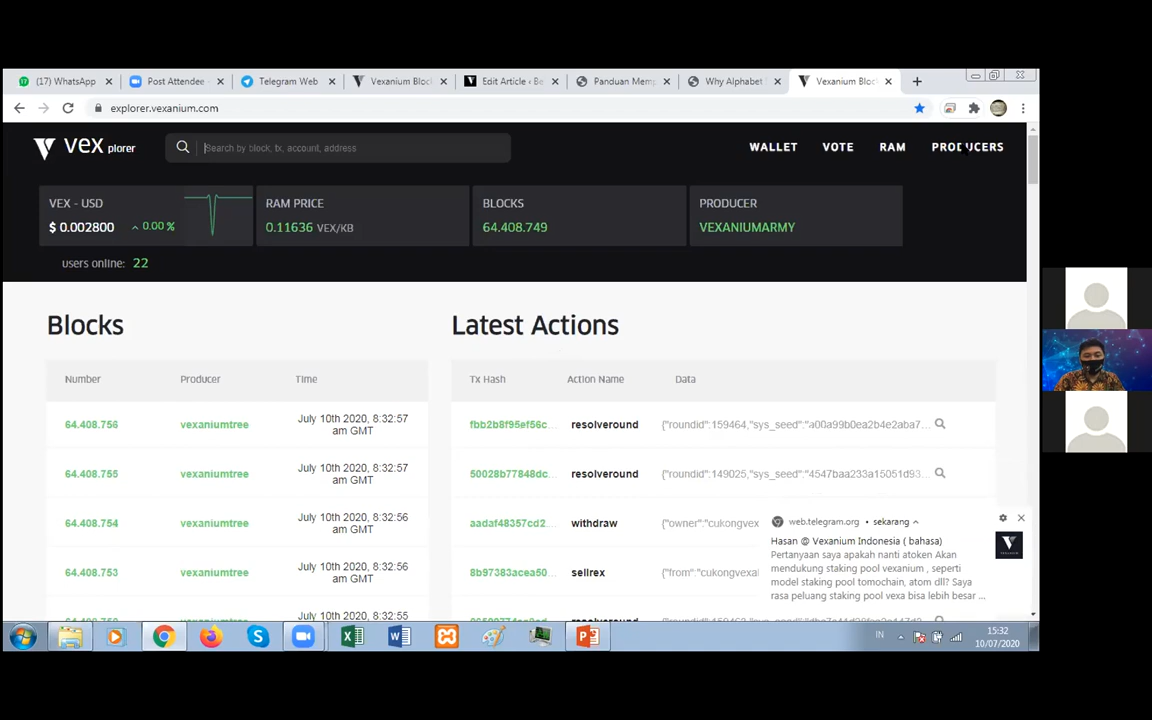 (17) WhatsApp
Post Attendee
Telegram Web
Vexanium Bloc
Edit Article ‹ Be
Panduan Memp
Why Alphabet
Vexanium Bloc
explorer.vexanium.com
vex plorer
Search by block, tx, account, address
WALLET
VOTE
RAM
PRODUCERS
VEX - USD
$ 0.002800
0.00 %
RAM PRICE
0.11636 VEX/KB
BLOCKS
64.408.749
PRODUCER
VEXANIUMARMY
users online: 22
Blocks
Number Producer Time
64.408.756 vexaniumtree July 10th 2020, 8:32:57
am GMT
64.408.755 vexaniumtree July 10th 2020, 8:32:57
am GMT
64.408.754 vexaniumtree July 10th 2020, 8:32:56
am GMT
64.408.753 vexaniumtree July 10th 2020, 8:32:56
am GMT
July 10th 2020, 8:32:55
Latest Actions
Tx Hash Action Name Data
fbb2b8f95ef56c... resolveround {"roundid":159464,"sys_seed":"a00a99b0ea2b4e2aba7...
50028b77848dc... resolveround {"roundid":149025,"sys_seed":"4547baa233a15051d93...
aadaf48357cd2... withdraw {"owner":"cukongvex
8b97383acea50... sellrex {"from":"cukongvexa
web.telegram.org • sekarang
Hasan @ Vexanium Indonesia ( bahasa)
Pertanyaan saya apakah nanti atoken Akan
mendukung staking pool vexanium , seperti
model staking pool tomochain, atom dll? Saya
rasa peluang staking pool vexa bisa lebih besar ...
IN
15:32
10/07/2020